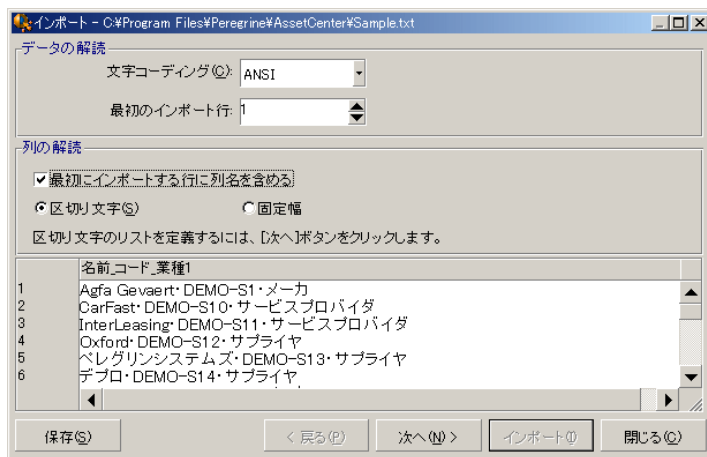 インポート - C:¥Program Files¥Peregrine¥AssetCenter¥Sample.txt
データの解読
文字コーディング(C): ANSI
最初のインポート行: 1
列の解読
最初にインポートする行に列名を含める
区切り文字(S) 固定幅
区切り文字のリストを定義するには、[次へ]ボタンをクリックします。
名前_コード_業種1
1 Agfa Gevaert・DEMO-S1・メーカ
2 CarFast・DEMO-S10・サービスプロバイダ
3 InterLeasing・DEMO-S11・サービスプロバイダ
4 Oxford・DEMO-S12・サプライヤ
5 ペレグリンシステムズ・DEMO-S13・サプライヤ
6 デプロ・DEMO-S14・サプライヤ
保存(S) < 戻る(P) 次へ(N) > インポート(I) 閉じる(C)